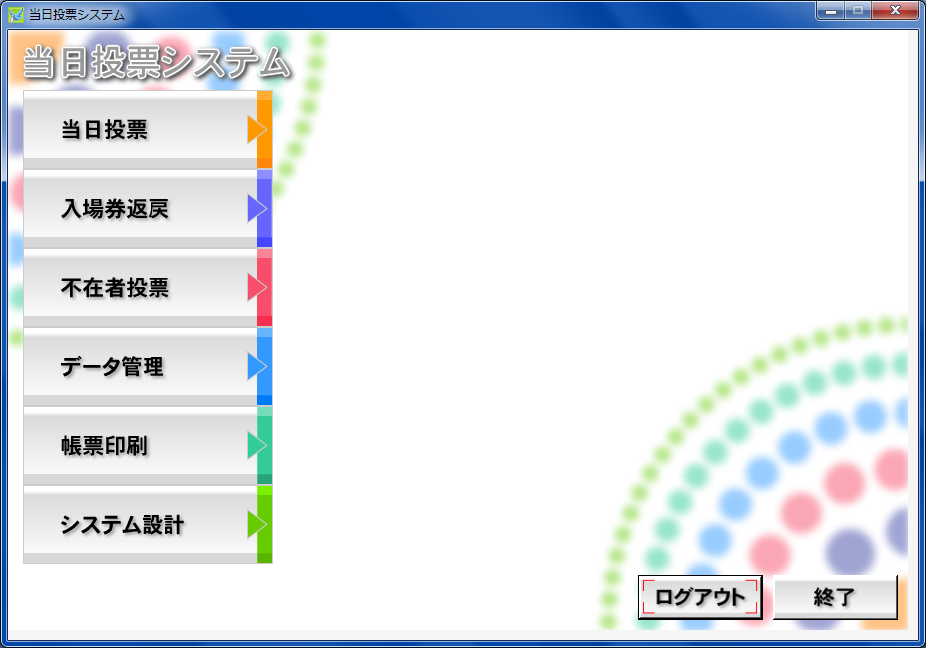 当日投票システム
当日投票システム
当日投票
入場券返戻
不在者投票
データ管理
帳票印刷
システム設計
ログアウト
終了